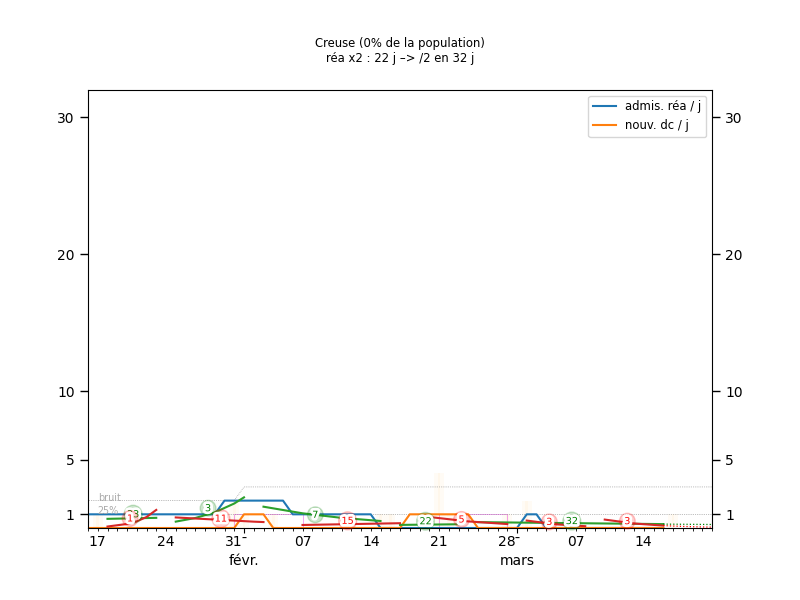 Creuse (0% de la population)
réa x2 : 22 j –> /2 en 32 j
admis. réa / j
nouv. dc / j
30 30
20 20
10 10
5 5
1 1
bruit
25%
3 11 7 15 22 5 3 32 3
17 24 31 07 14 21 28 07 14
févr. mars